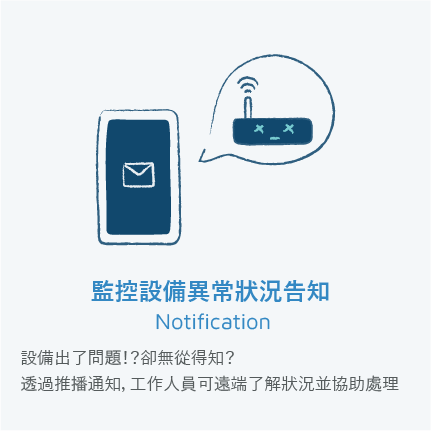 監控設備異常狀況告知
Notification
設備出了問題!?卻無從得知?
透過推播通知, 工作人員可遠端了解狀況並協助處理